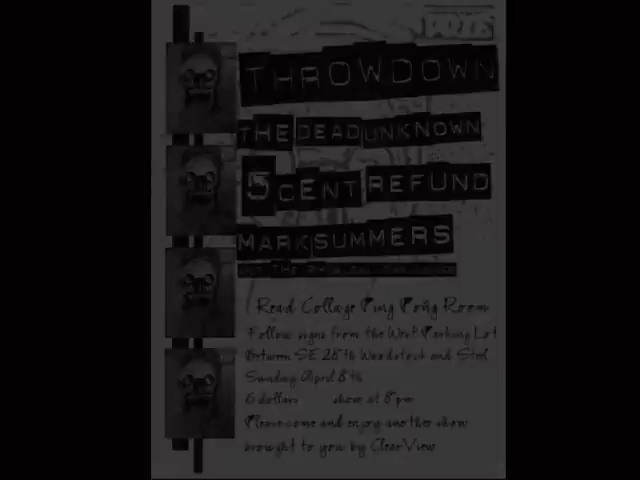 THROWDOWN
THE DEAD UNKNOWN
5 CENT REFUND
MARK SUMMERS
Read Collage Ping Pong Room
Follow signs from the West Parking Lot
Between SE 28th Woodstock and Steel
Sunday April 8th
6 dollars show at 8pm
Please come and enjoy another show
brought to you by ClearView